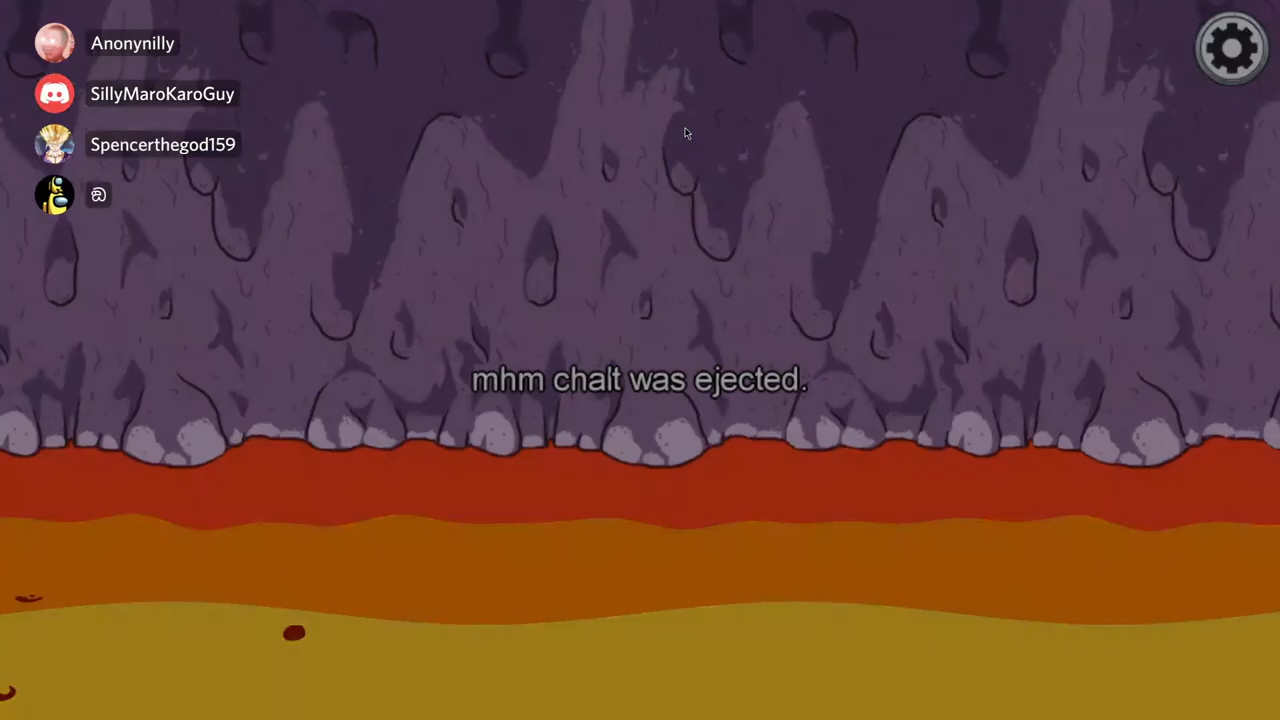 Anonynilly
SillyMaroKaroGuy
Spencerthegod159
mhm chalt was ejected.